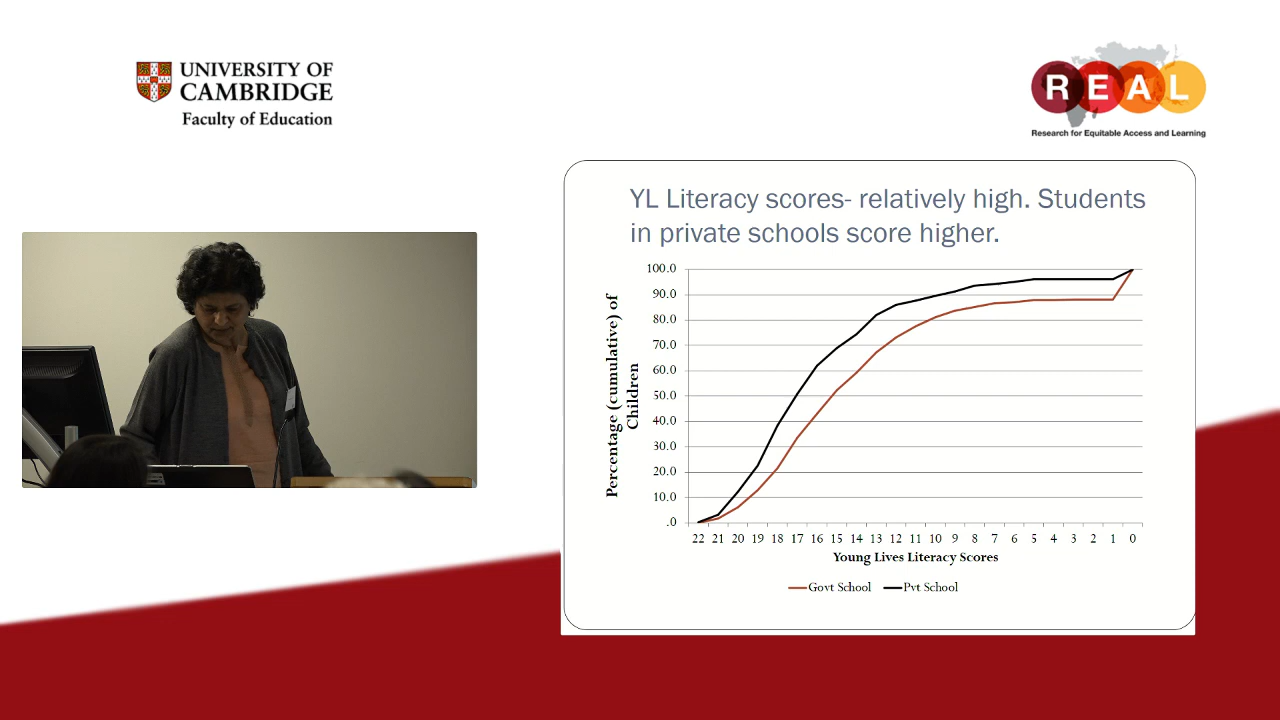 UNIVERSITY OF
CAMBRIDGE
Faculty of Education
REAL
Research for Equitable Access and Learning
YL Literacy scores- relatively high. Students
in private schools score higher.
Percentage (cumulative) of
Children
100.0
90.0
80.0
70.0
60.0
50.0
40.0
30.0
20.0
10.0
.0
22 21 20 19 18 17 16 15 14 13 12 11 10 9 8 7 6 5 4 3 2 1 0
Young Lives Literacy Scores
Govt School Pvt School